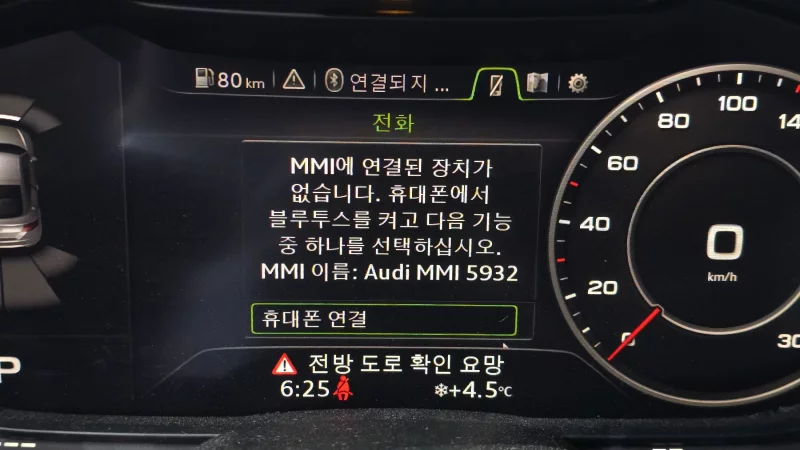 80 km 연결되지 ...
전화
MMI에 연결된 장치가
없습니다. 휴대폰에서
블루투스를 켜고 다음 기능
중 하나를 선택하십시오.
MMI 이름: Audi MMI 5932
휴대폰 연결
전방 도로 확인 요망
6:25 +4.5°C
P
0
20
40
60
80
100
14
30
0
km/h